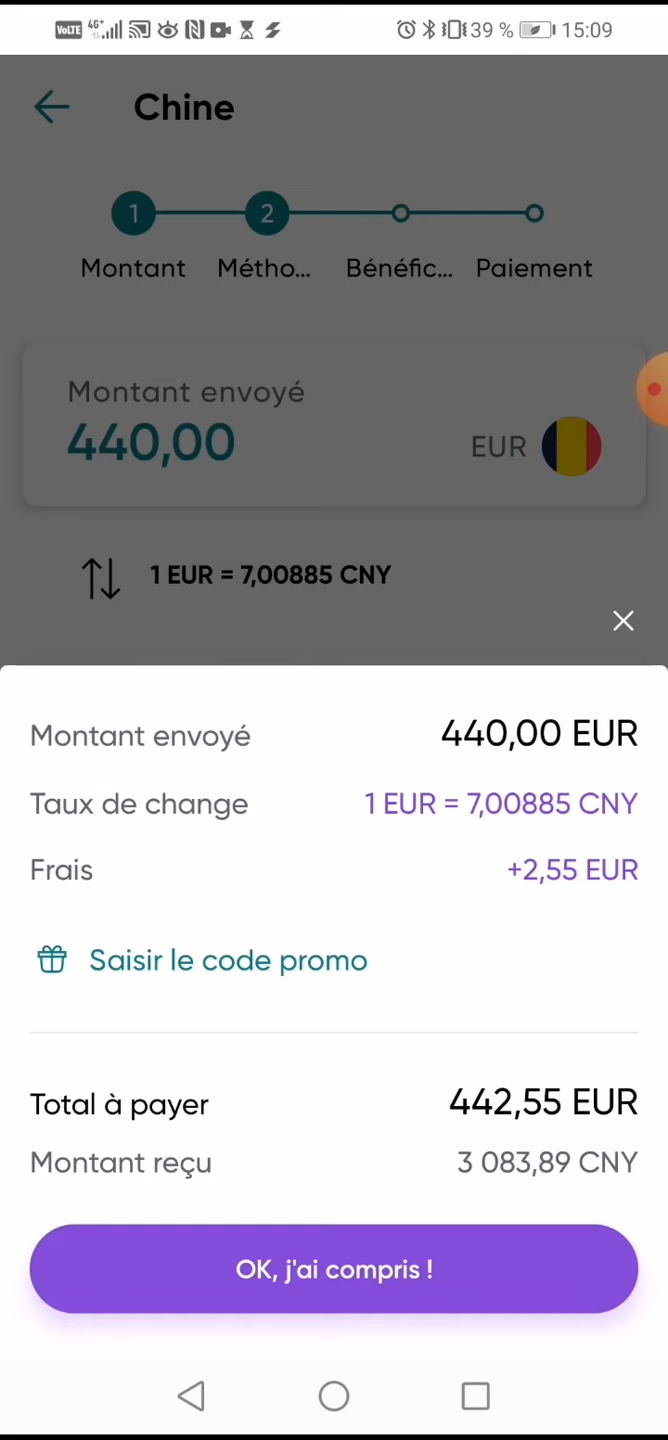 VoLTE 4G+ 39 % 15:09
Chine
1 2
Montant Métho... Bénéfic... Paiement
Montant envoyé
440,00 EUR
1 EUR = 7,00885 CNY
Montant envoyé 440,00 EUR
Taux de change 1 EUR = 7,00885 CNY
Frais +2,55 EUR
Saisir le code promo
Total à payer 442,55 EUR
Montant reçu 3 083,89 CNY
OK, j'ai compris !